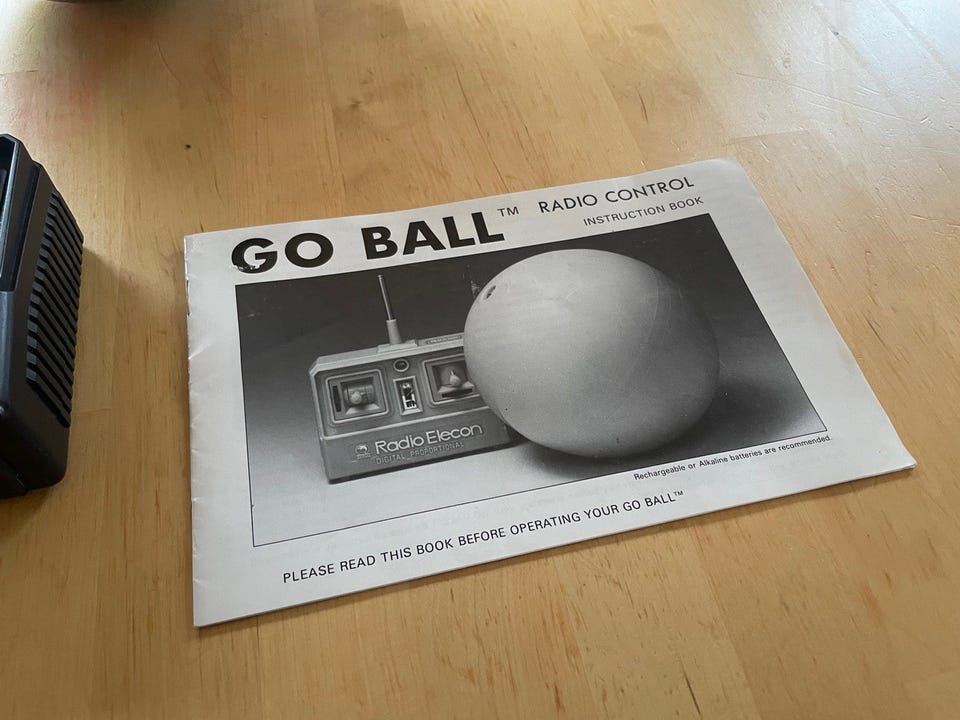 GO BALL™ RADIO CONTROL
INSTRUCTION BOOK
Radio Elecon
DIGITAL PROPORTIONAL
Rechargeable or Alkaline batteries are recommended.
PLEASE READ THIS BOOK BEFORE OPERATING YOUR GO BALL™